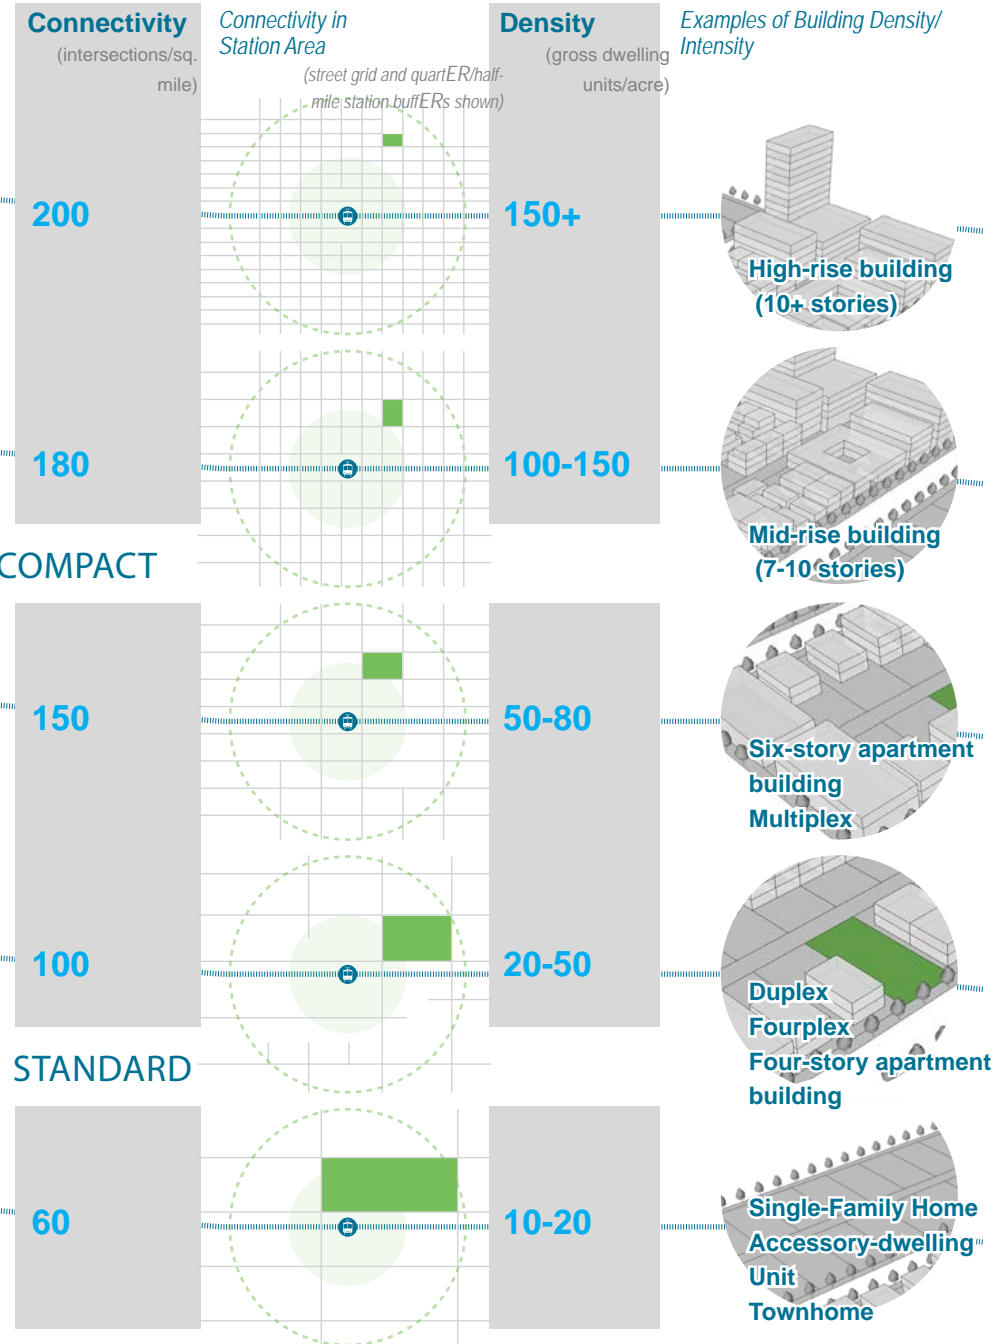 Connectivity
(intersections/sq.
mile)
Connectivity in
Station Area
(street grid and quartER/half-
mile station buffERs shown)
Density
(gross dwelling
units/acre)
Examples of Building Density/
Intensity
200
150+
High-rise building
(10+ stories)
180
100-150
Mid-rise building
(7-10 stories)
COMPACT
150
50-80
Six-story apartment
building
Multiplex
100
20-50
Duplex
Fourplex
Four-story apartment
building
STANDARD
60
10-20
Single-Family Home
Accessory-dwelling
Unit
Townhome